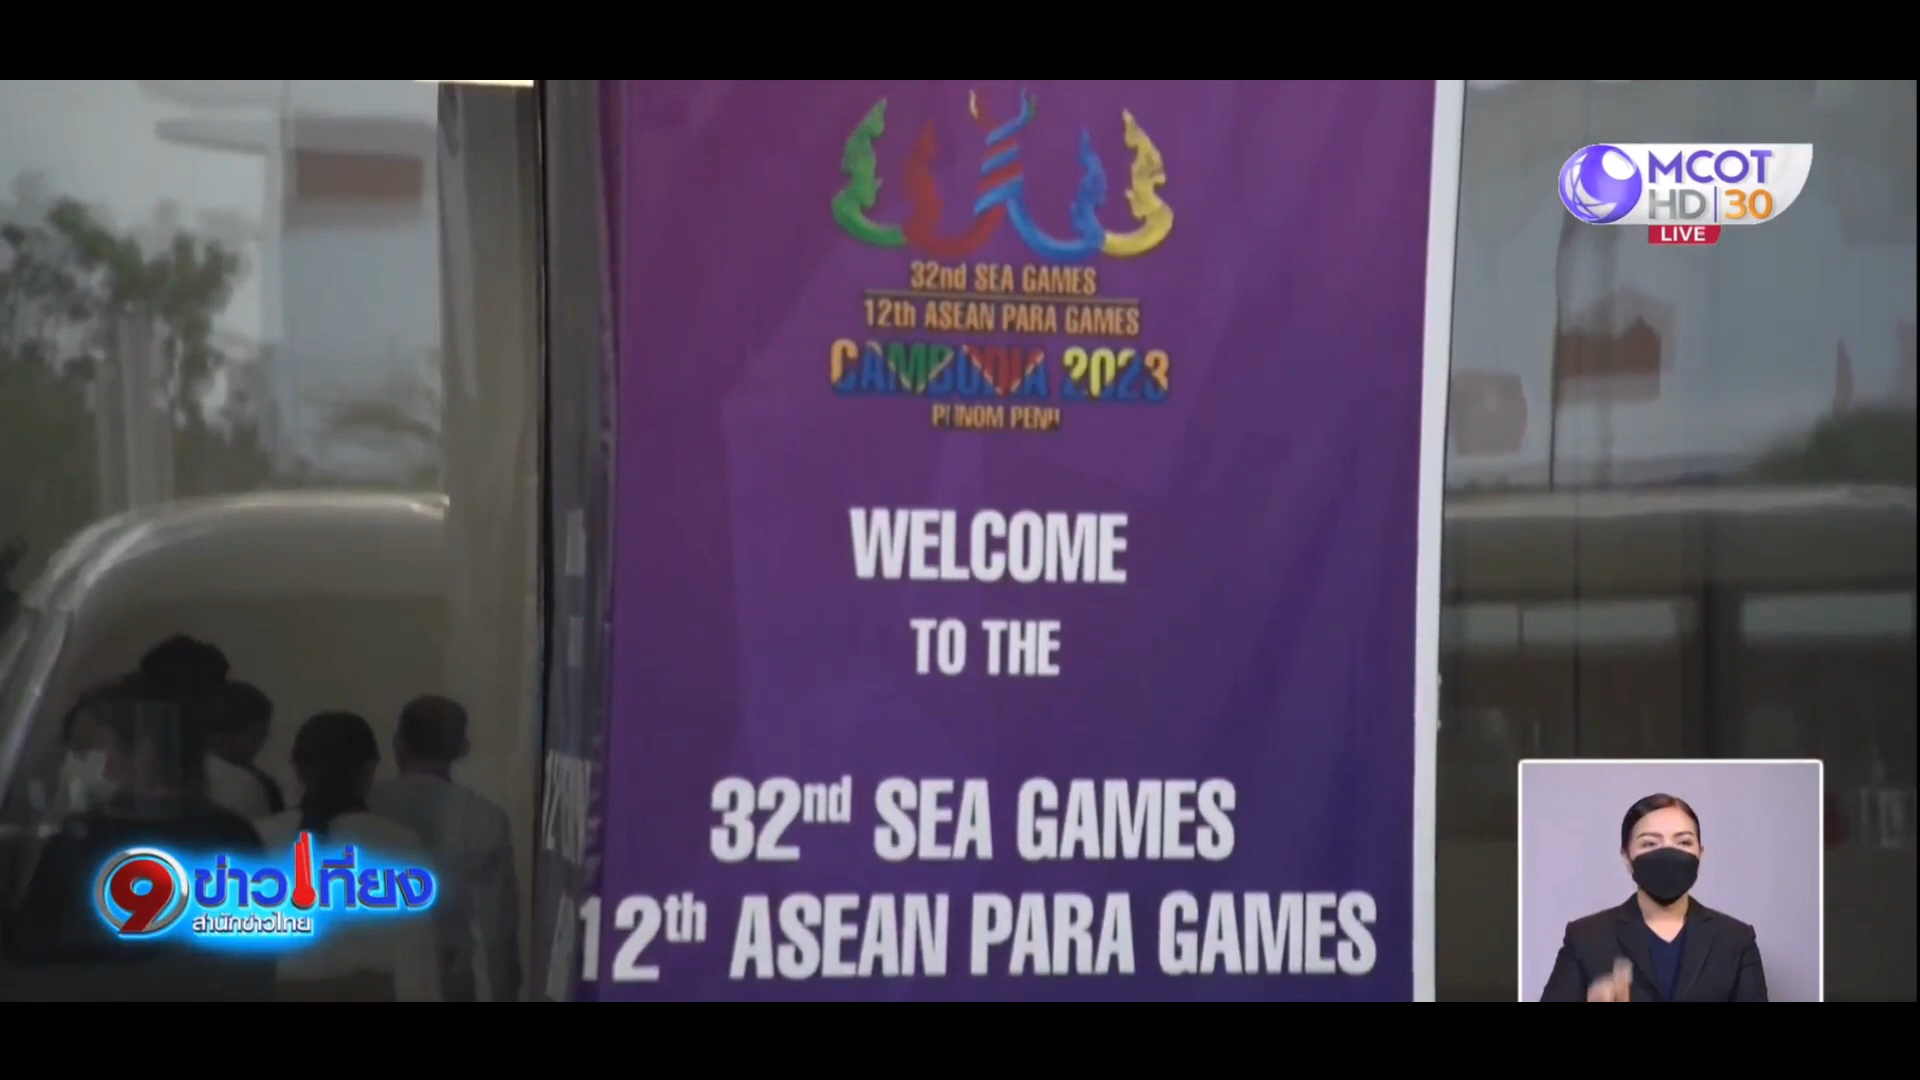 MCOT
HD 30
LIVE
32nd SEA GAMES
12th ASEAN PARA GAMES
CAMBODIA 2023
PHNOM PENH
WELCOME
TO THE
32nd SEA GAMES
12th ASEAN PARA GAMES
9 ข่าวเที่ยง
สำนักข่าวไทย